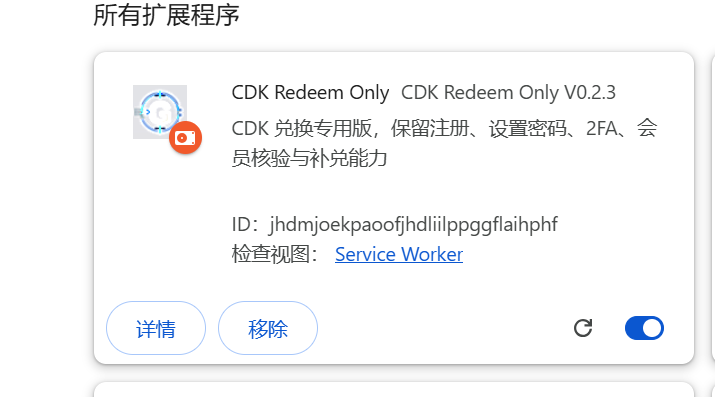 所有扩展程序
CDK Redeem Only CDK Redeem Only V0.2.3
CDK 兑换专用版，保留注册、设置密码、2FA、会
员核验与补兑能力
ID：jhdmjoekpaoofjhdliilppggflaihphf
检查视图： Service Worker
详情 移除